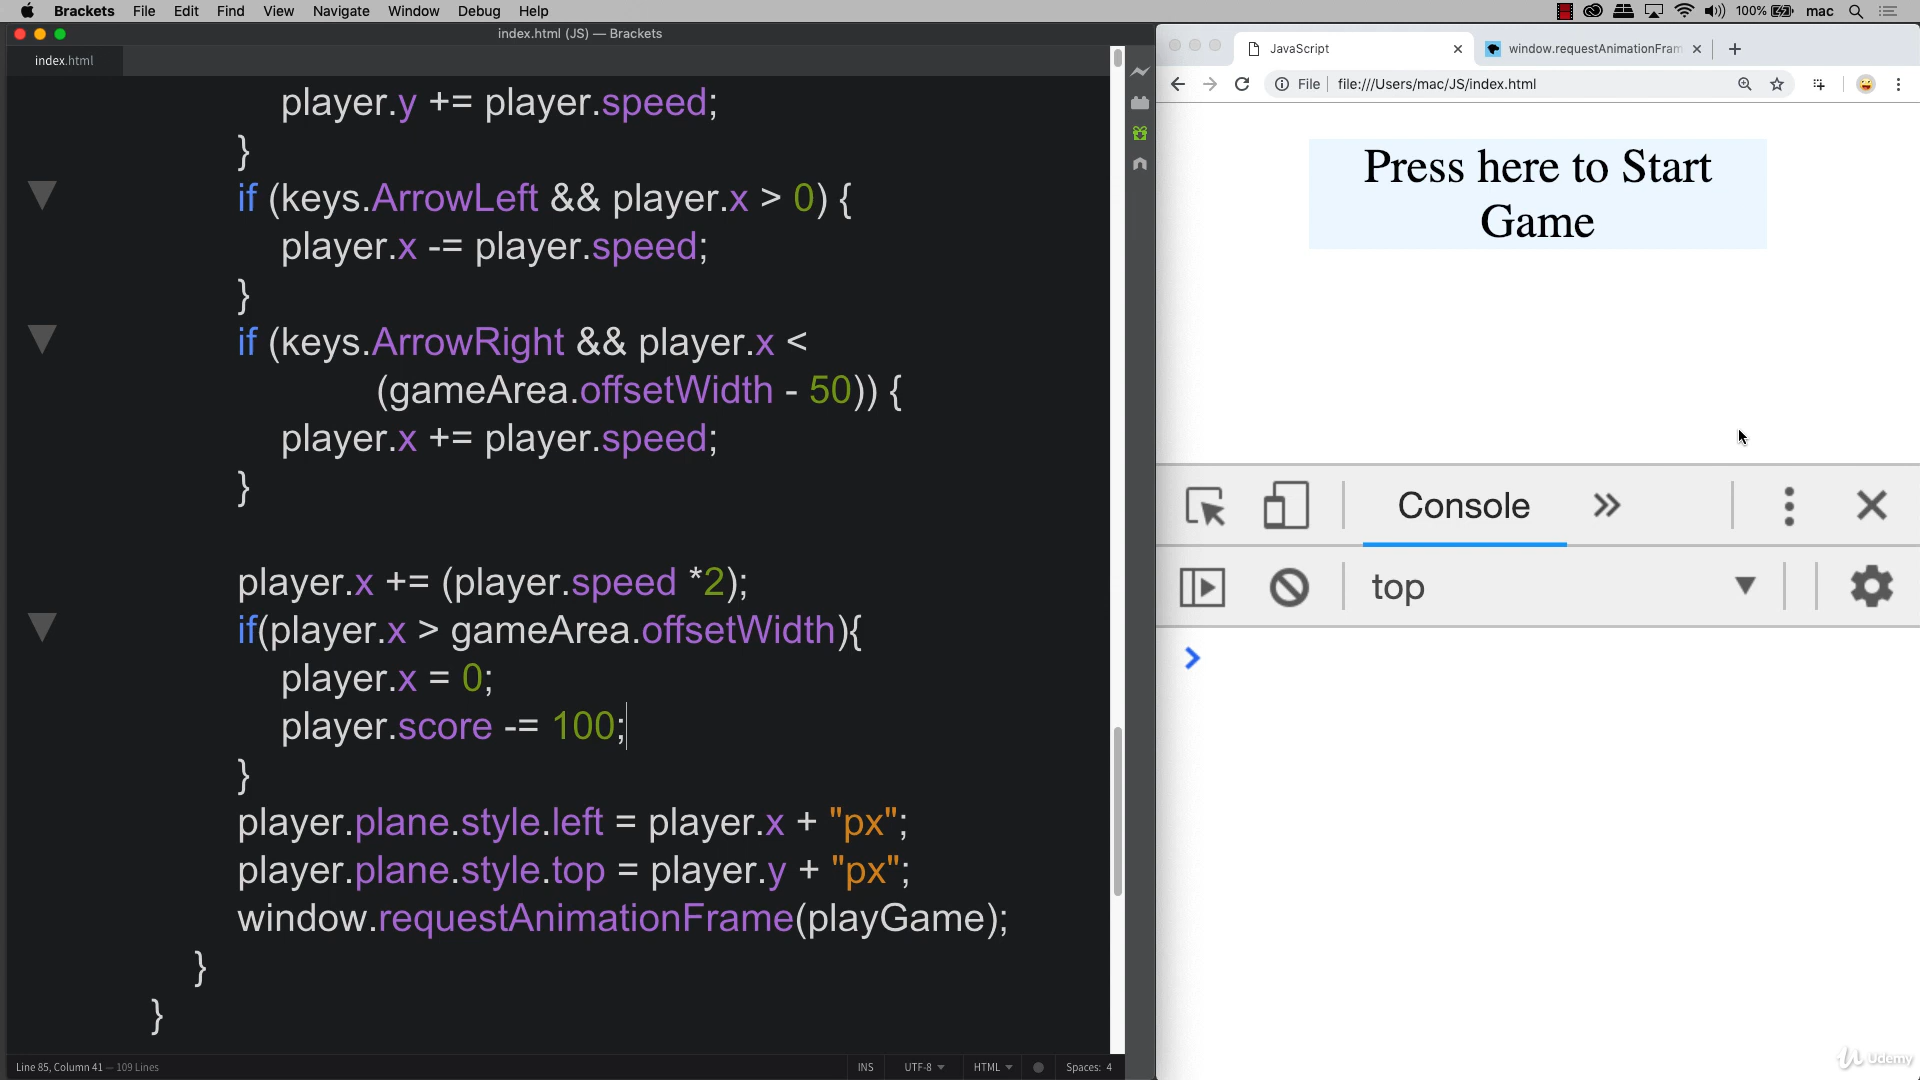 Brackets File Edit Find View Navigate Window Debug Help
100% mac
index.html (JS) — Brackets
index.html
player.y += player.speed;
}
if (keys.ArrowLeft && player.x > 0) {
player.x -= player.speed;
}
if (keys.ArrowRight && player.x <
(gameArea.offsetWidth - 50)) {
player.x += player.speed;
}
player.x += (player.speed *2);
if(player.x > gameArea.offsetWidth){
player.x = 0;
player.score -= 100;
}
player.plane.style.left = player.x + "px";
player.plane.style.top = player.y + "px";
window.requestAnimationFrame(playGame);
}
}
Line 85, Column 41 — 109 Lines
INS UTF-8 HTML Spaces: 4
JavaScript window.requestAnimationFram
File file:///Users/mac/JS/index.html
Press here to Start
Game
Console
top
Udemy